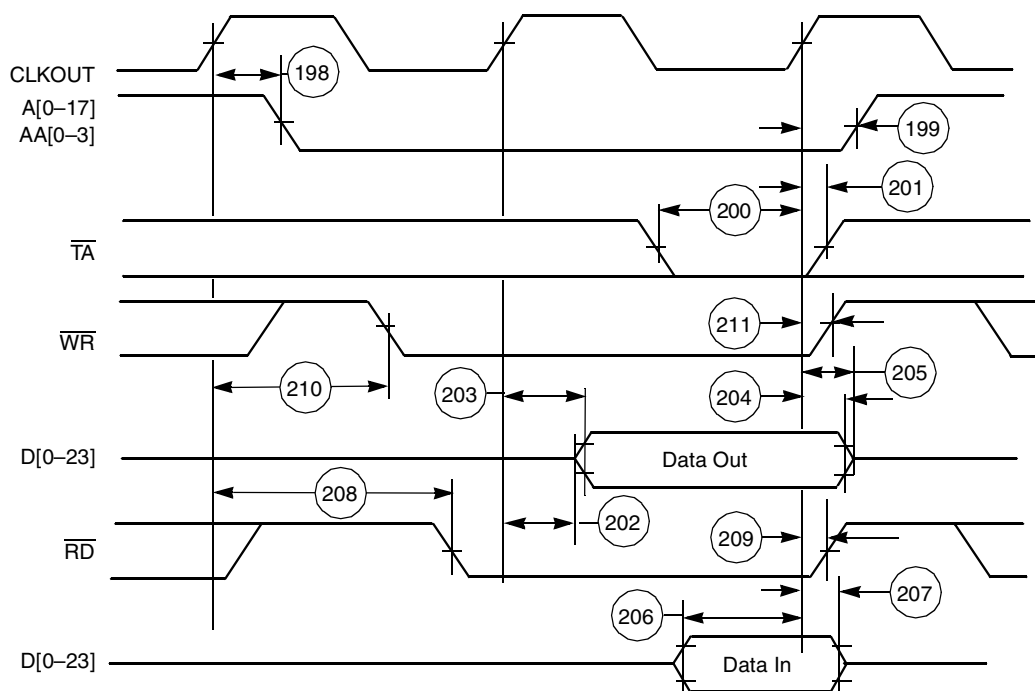 CLKOUT
198
A[0–17]
AA[0–3]
199
201
200
TA
211
WR
205
210
203
204
D[0–23]
Data Out
208
202
209
RD
207
206
D[0–23]
Data In